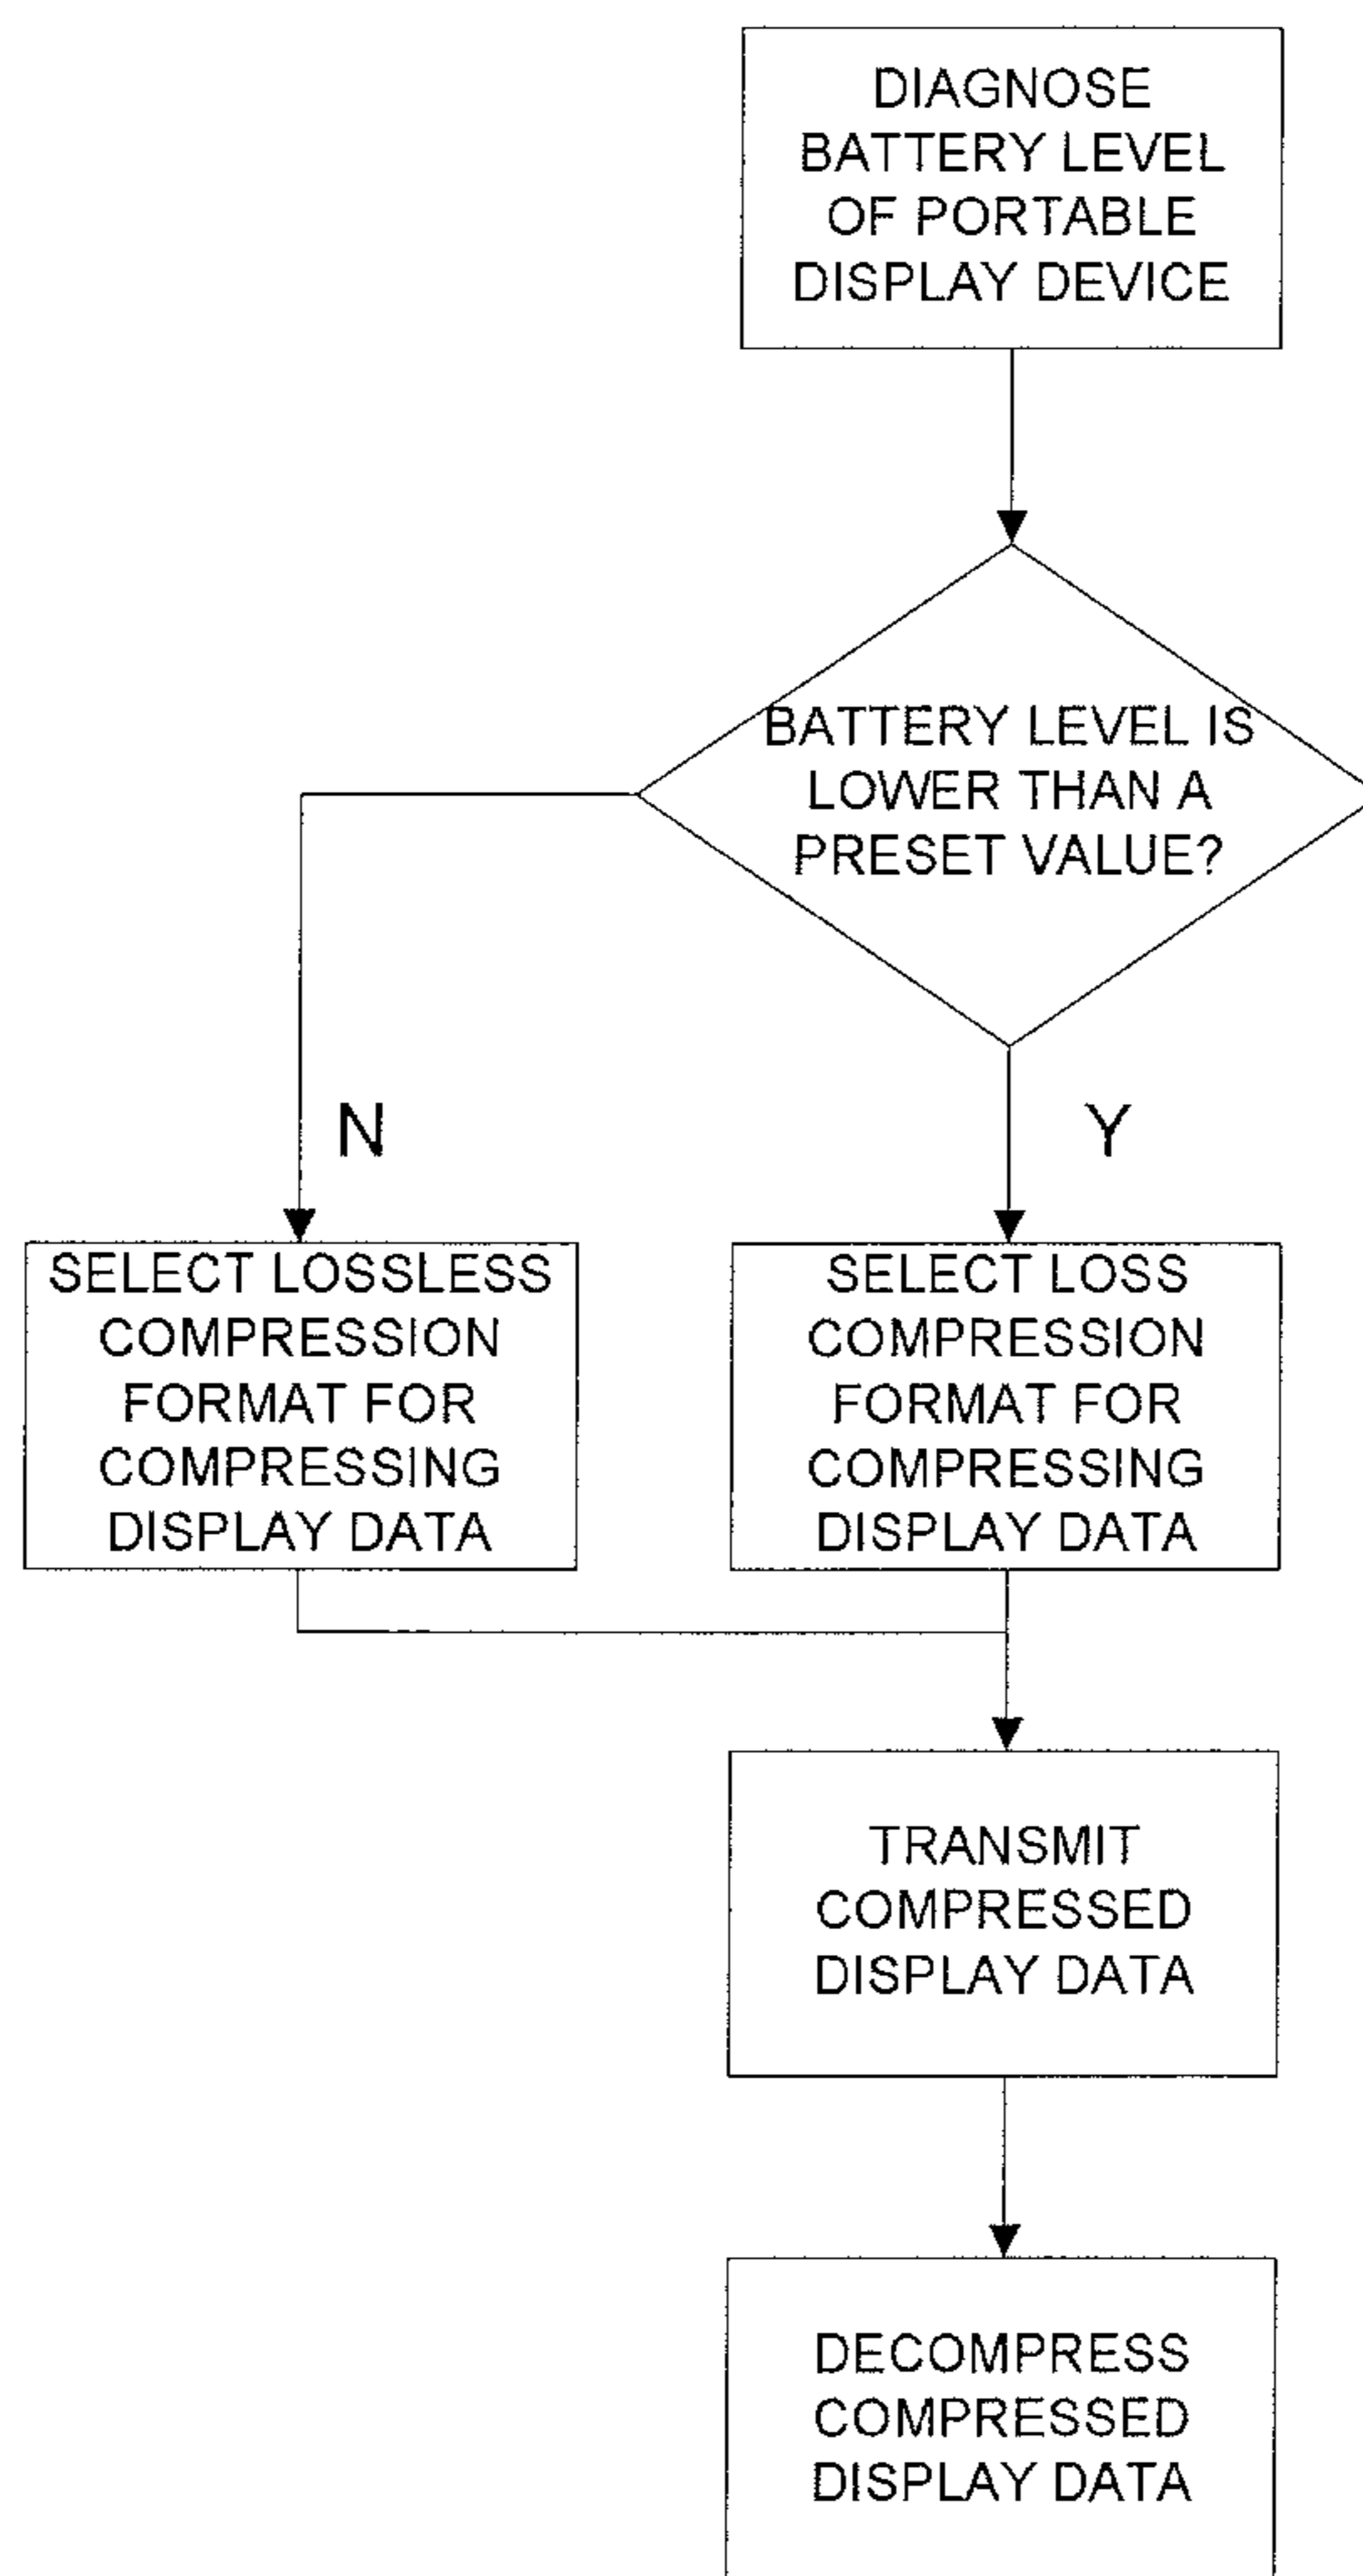 DIAGNOSE
BATTERY LEVEL
OF PORTABLE
DISPLAY DEVICE
BATTERY LEVEL IS
LOWER THAN A
PRESET VALUE?
N
Y
SELECT LOSSLESS
COMPRESSION
FORMAT FOR
COMPRESSING
DISPLAY DATA
SELECT LOSS
COMPRESSION
FORMAT FOR
COMPRESSING
DISPLAY DATA
TRANSMIT
COMPRESSED
DISPLAY DATA
DECOMPRESS
COMPRESSED
DISPLAY DATA